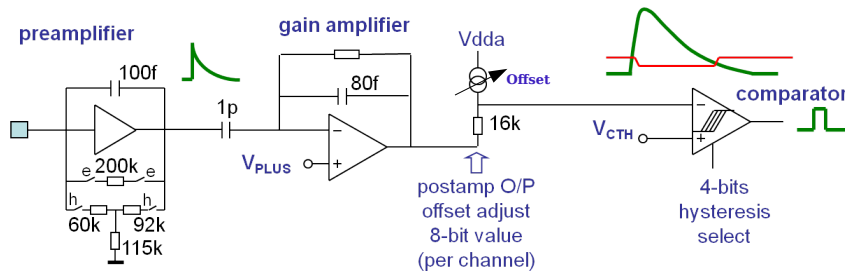 preamplifier
100f
e
200k
e
h
h
60k
92k
115k
1p
gain amplifier
80f
−
+
VPLUS
Vdda
Offset
16k
postamp O/P
offset adjust
8-bit value
(per channel)
comparator
−
+
VCTH
4-bits
hysteresis
select